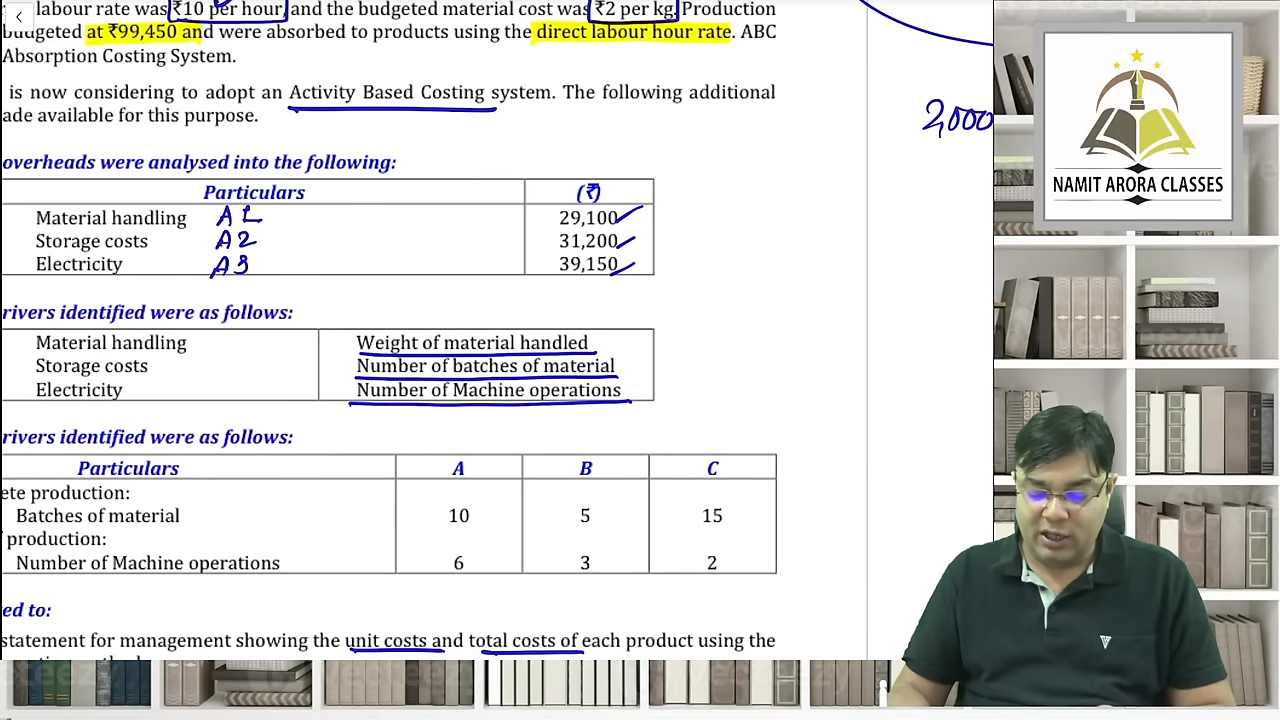 labour rate was ₹10 per hour, and the budgeted material cost was ₹2 per kg. Production
budgeted at ₹99,450 and were absorbed to products using the direct labour hour rate. ABC
Absorption Costing System.
is now considering to adopt an Activity Based Costing system. The following additional
ade available for this purpose.
2,000
overheads were analysed into the following:
Particulars (₹)
Material handling A1 29,100
Storage costs A2 31,200
Electricity A3 39,150
rivers identified were as follows:
Material handling Weight of material handled
Storage costs Number of batches of material
Electricity Number of Machine operations
rivers identified were as follows:
Particulars A B C
ete production:
Batches of material 10 5 15
production:
Number of Machine operations 6 3 2
ed to:
statement for management showing the unit costs and total costs of each product using the
NAMIT ARORA CLASSES